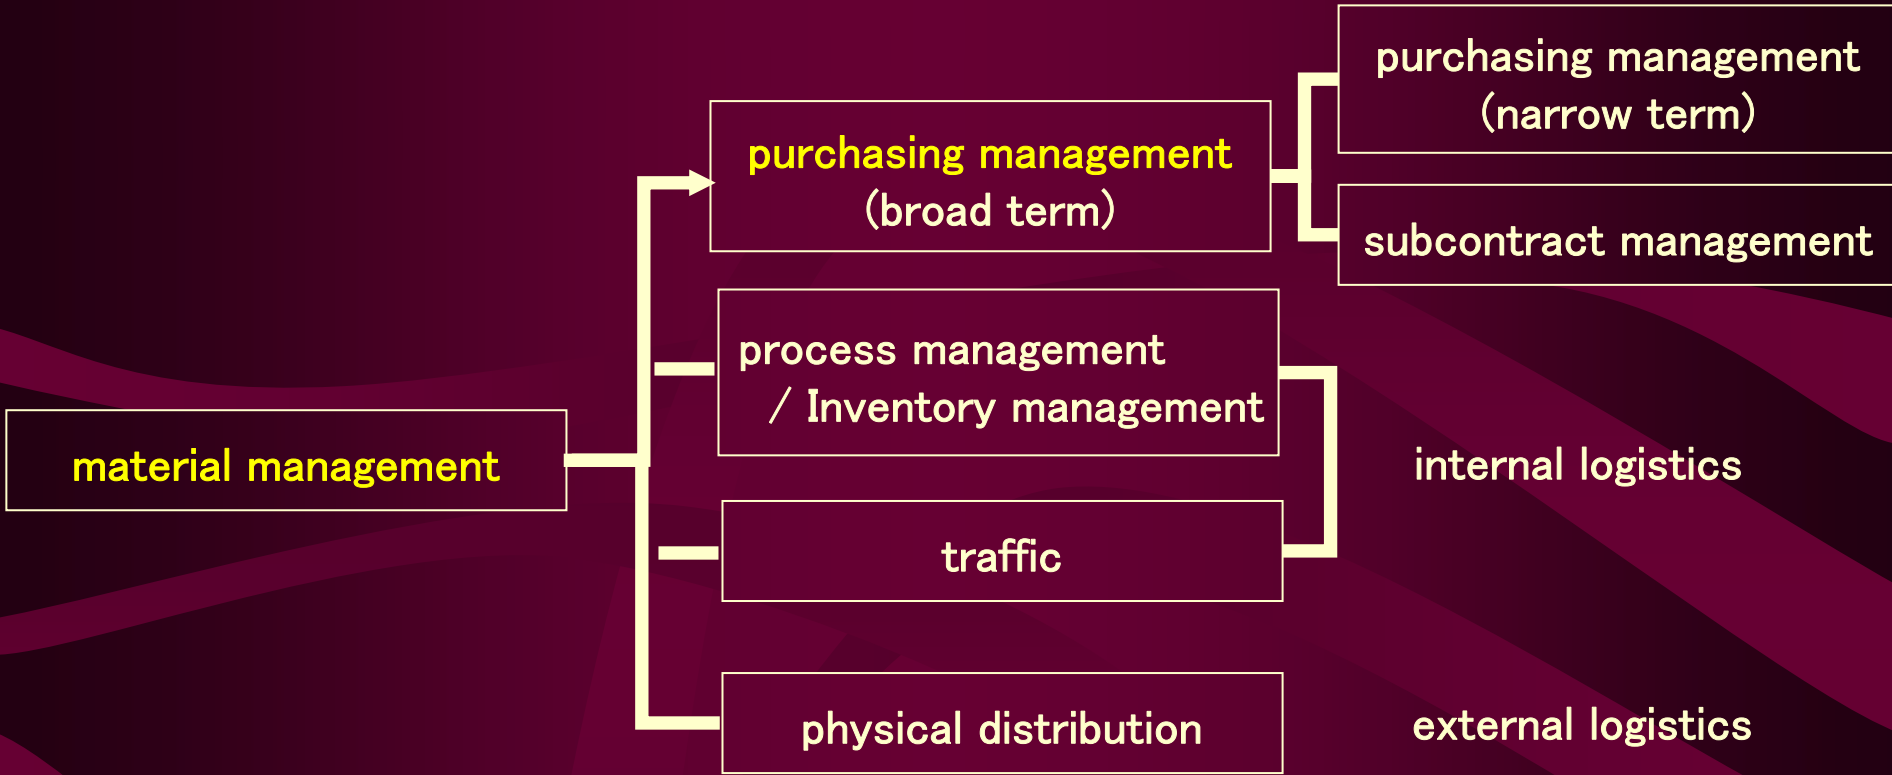 purchasing management
(narrow term)
purchasing management
(broad term)
subcontract management
process management
/ Inventory management
material management
internal logistics
traffic
physical distribution
external logistics